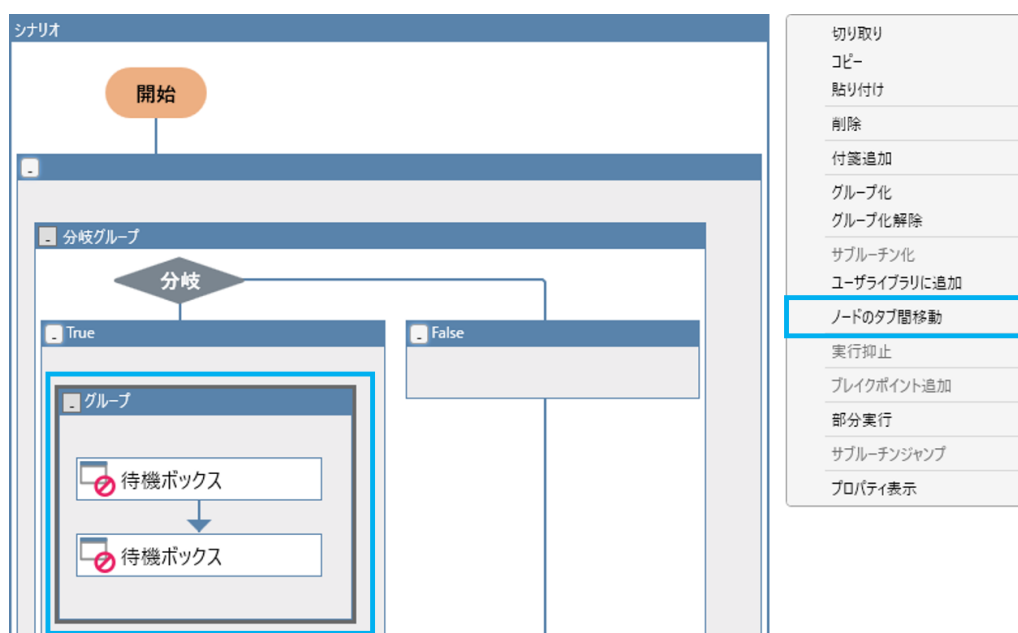 シナリオ
開始
-
-
分岐グループ
分岐
-
True
-
False
-
グループ
待機ボックス
待機ボックス
切り取り
コピー
貼り付け
削除
付箋追加
グループ化
グループ化解除
サブルーチン化
ユーザライブラリに追加
ノードのタブ間移動
実行抑止
ブレイクポイント追加
部分実行
サブルーチンジャンプ
プロパティ表示